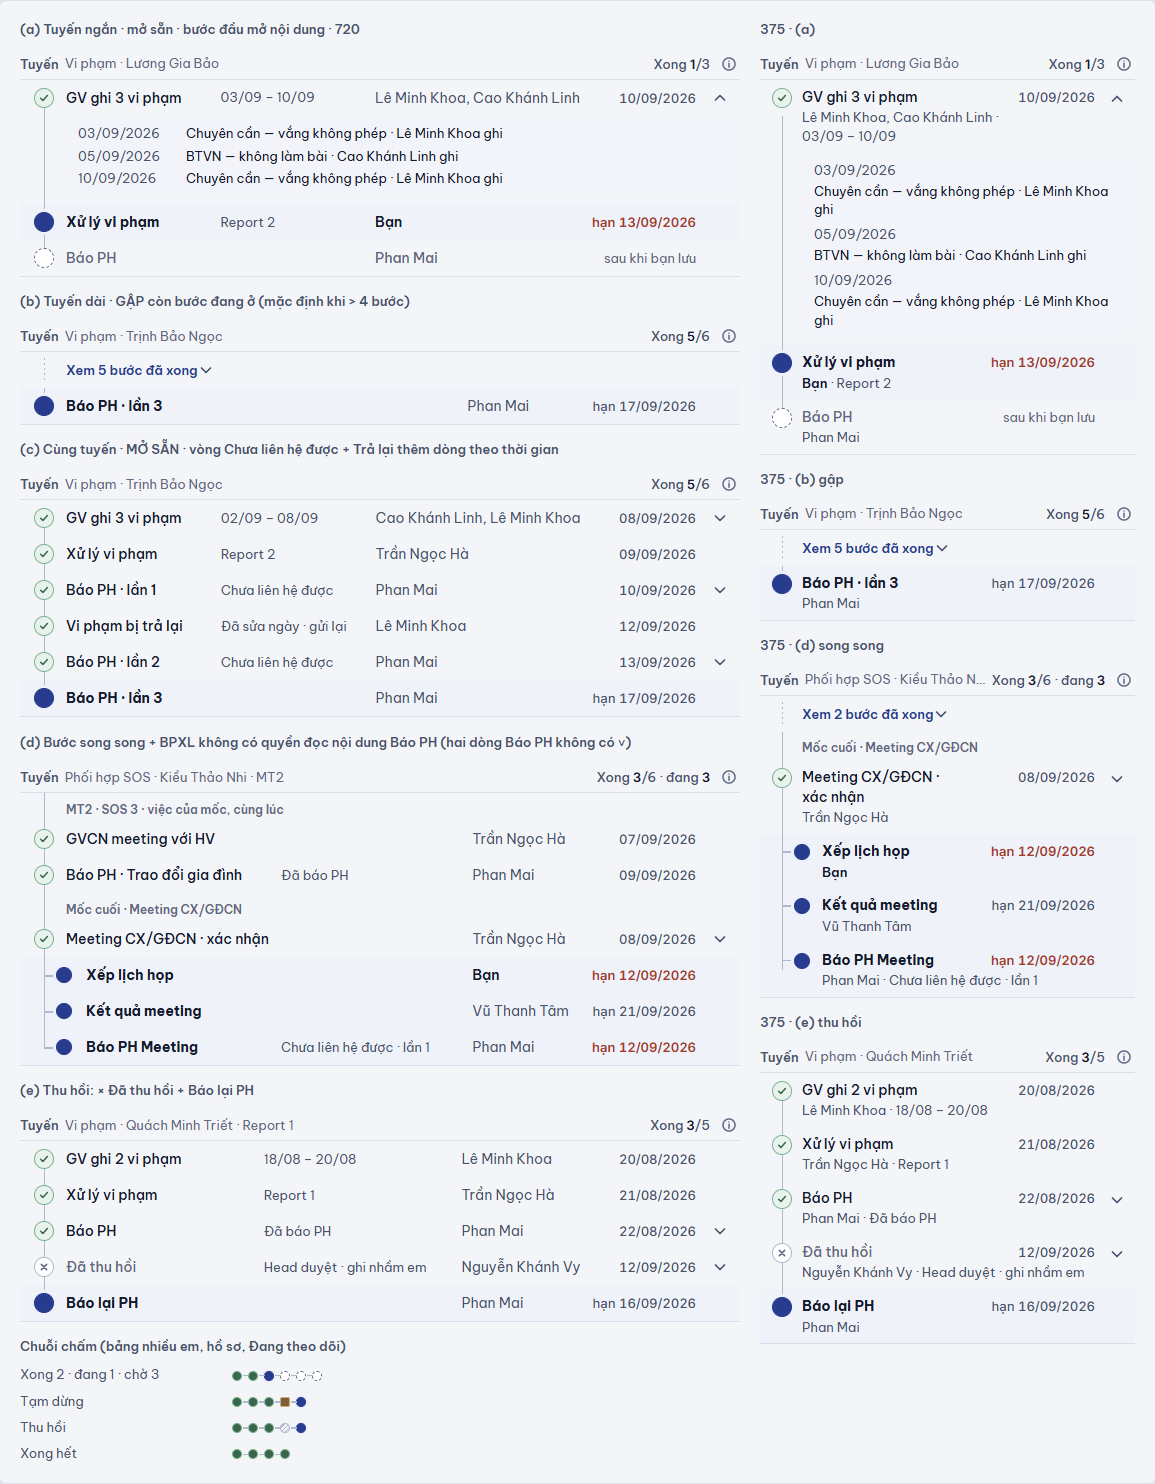 (a) Tuyến ngắn · mở sẵn · bước đầu mở nội dung · 720
Tuyến Vi phạm · Lương Gia Bảo Xong 1/3
GV ghi 3 vi phạm 03/09 – 10/09 Lê Minh Khoa, Cao Khánh Linh 10/09/2026
03/09/2026 Chuyên cần — vắng không phép · Lê Minh Khoa ghi
05/09/2026 BTVN — không làm bài · Cao Khánh Linh ghi
10/09/2026 Chuyên cần — vắng không phép · Lê Minh Khoa ghi
Xử lý vi phạm Report 2 Bạn hạn 13/09/2026
Báo PH Phan Mai sau khi bạn lưu
(b) Tuyến dài · GẬP còn bước đang ở (mặc định khi > 4 bước)
Tuyến Vi phạm · Trịnh Bảo Ngọc Xong 5/6
Xem 5 bước đã xong
Báo PH · lần 3 Phan Mai hạn 17/09/2026
(c) Cùng tuyến · MỞ SẴN · vòng Chưa liên hệ được + Trả lại thêm dòng theo thời gian
Tuyến Vi phạm · Trịnh Bảo Ngọc Xong 5/6
GV ghi 3 vi phạm 02/09 – 08/09 Cao Khánh Linh, Lê Minh Khoa 08/09/2026
Xử lý vi phạm Report 2 Trần Ngọc Hà 09/09/2026
Báo PH · lần 1 Chưa liên hệ được Phan Mai 10/09/2026
Vi phạm bị trả lại Đã sửa ngày · gửi lại Lê Minh Khoa 12/09/2026
Báo PH · lần 2 Chưa liên hệ được Phan Mai 13/09/2026
Báo PH · lần 3 Phan Mai hạn 17/09/2026
(d) Bước song song + BPXL không có quyền đọc nội dung Báo PH (hai dòng Báo PH không có v)
Tuyến Phối hợp SOS · Kiều Thảo Nhi · MT2 Xong 3/6 · đang 3
MT2 · SOS 3 · việc của mốc, cùng lúc
GVCN meeting với HV Trần Ngọc Hà 07/09/2026
Báo PH · Trao đổi gia đình Đã báo PH Phan Mai 09/09/2026
Mốc cuối · Meeting CX/GĐCN
Meeting CX/GĐCN · xác nhận Trần Ngọc Hà 08/09/2026
Xếp lịch họp Bạn hạn 12/09/2026
Kết quả meeting Vũ Thanh Tâm hạn 21/09/2026
Báo PH Meeting Chưa liên hệ được · lần 1 Phan Mai hạn 12/09/2026
(e) Thu hồi: × Đã thu hồi + Báo lại PH
Tuyến Vi phạm · Quách Minh Triết · Report 1 Xong 3/5
GV ghi 2 vi phạm 18/08 – 20/08 Lê Minh Khoa 20/08/2026
Xử lý vi phạm Report 1 Trần Ngọc Hà 21/08/2026
Báo PH Đã báo PH Phan Mai 22/08/2026
Đã thu hồi Head duyệt · ghi nhầm em Nguyễn Khánh Vy 12/09/2026
Báo lại PH Phan Mai hạn 16/09/2026
Chuỗi chấm (bảng nhiều em, hồ sơ, Đang theo dõi)
Xong 2 · đang 1 · chờ 3
Tạm dừng
Thu hồi
Xong hết
375 · (a)
Tuyến Vi phạm · Lương Gia Bảo Xong 1/3
GV ghi 3 vi phạm 10/09/2026
Lê Minh Khoa, Cao Khánh Linh ·
03/09 – 10/09
03/09/2026
Chuyên cần — vắng không phép · Lê Minh Khoa
ghi
05/09/2026
BTVN — không làm bài · Cao Khánh Linh ghi
10/09/2026
Chuyên cần — vắng không phép · Lê Minh Khoa
ghi
Xử lý vi phạm hạn 13/09/2026
Bạn · Report 2
Báo PH sau khi bạn lưu
Phan Mai
375 · (b) gập
Tuyến Vi phạm · Trịnh Bảo Ngọc Xong 5/6
Xem 5 bước đã xong
Báo PH · lần 3 hạn 17/09/2026
Phan Mai
375 · (d) song song
Tuyến Phối hợp SOS · Kiều Thảo N... Xong 3/6 · đang 3
Xem 2 bước đã xong
Mốc cuối · Meeting CX/GĐCN
Meeting CX/GĐCN · 08/09/2026
xác nhận
Trần Ngọc Hà
Xếp lịch họp hạn 12/09/2026
Bạn
Kết quả meeting hạn 21/09/2026
Vũ Thanh Tâm
Báo PH Meeting hạn 12/09/2026
Phan Mai · Chưa liên hệ được · lần 1
375 · (e) thu hồi
Tuyến Vi phạm · Quách Minh Triết Xong 3/5
GV ghi 2 vi phạm 20/08/2026
Lê Minh Khoa · 18/08 – 20/08
Xử lý vi phạm 21/08/2026
Trần Ngọc Hà · Report 1
Báo PH 22/08/2026
Phan Mai · Đã báo PH
Đã thu hồi 12/09/2026
Nguyễn Khánh Vy · Head duyệt · ghi nhầm em
Báo lại PH hạn 16/09/2026
Phan Mai